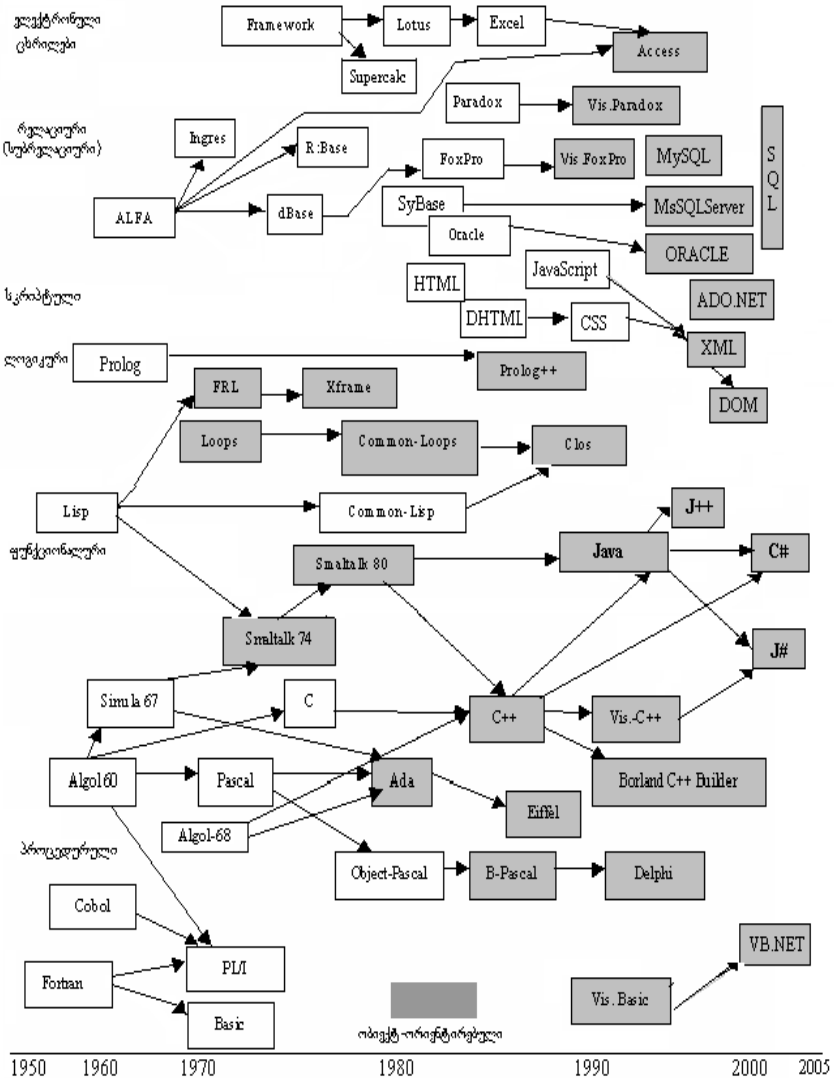 ელექტრონული
ცხრილები
Framework
Lotus
Excel
Supercalc
Access
Paradox
Vis.Paradox
რელაციური
(სუბრელაციური)
Ingres
R:Base
FoxPro
Vis.FoxPro
MySQL
SQL
ALFA
dBase
SyBase
MsSQLServer
Oracle
ORACLE
JavaScript
სკრიპტული
HTML
ADO.NET
DHTML
CSS
XML
ლოგიკური
Prolog
Prolog++
DOM
FRL
Xframe
Loops
Common-Loops
Clos
Lisp
Common-Lisp
J++
ფუნქციონალური
Smaltalk 80
Java
C#
Smaltalk 74
J#
Simula 67
C
C++
Vis.-C++
Algol60
Pascal
Ada
Borland C++ Builder
Eiffel
Algol-68
პროცედურული
Object-Pascal
B-Pascal
Delphi
Cobol
VB.NET
PL/I
Fortran
Vis. Basic
Basic
ობიექტ-ორიენტირებული
1950 1960 1970 1980 1990 2000 2005